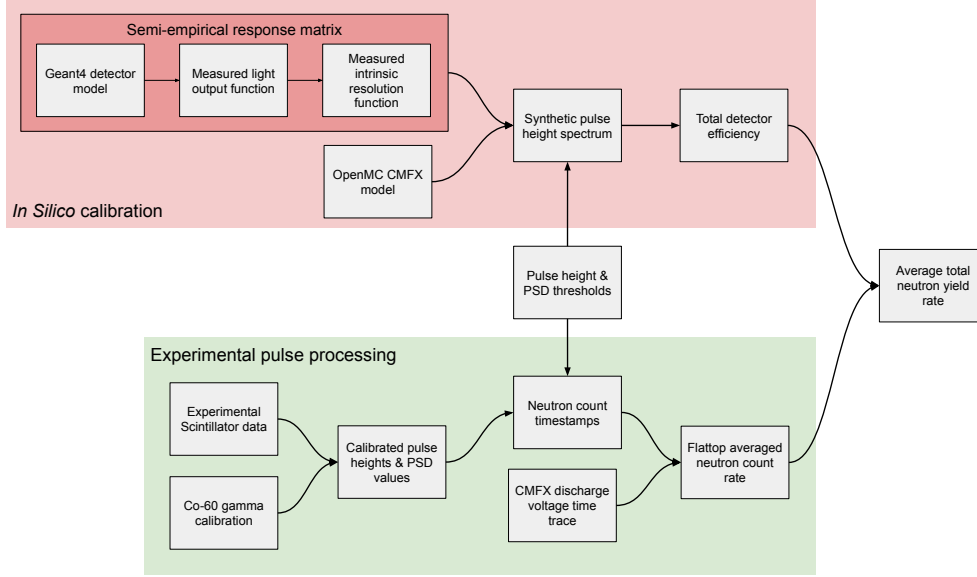 Semi-empirical response matrix
Geant4 detector
model
Measured light
output function
Measured
intrinsic
resolution
function
Synthetic pulse
height spectrum
Total detector
efficiency
OpenMC CMFX
model
In Silico calibration
Pulse height &
PSD thresholds
Average total
neutron yield
rate
Experimental pulse processing
Experimental
Scintillator data
Neutron count
timestamps
Calibrated pulse
heights & PSD
values
Flattop averaged
neutron count
rate
Co-60 gamma
calibration
CMFX discharge
voltage time
trace